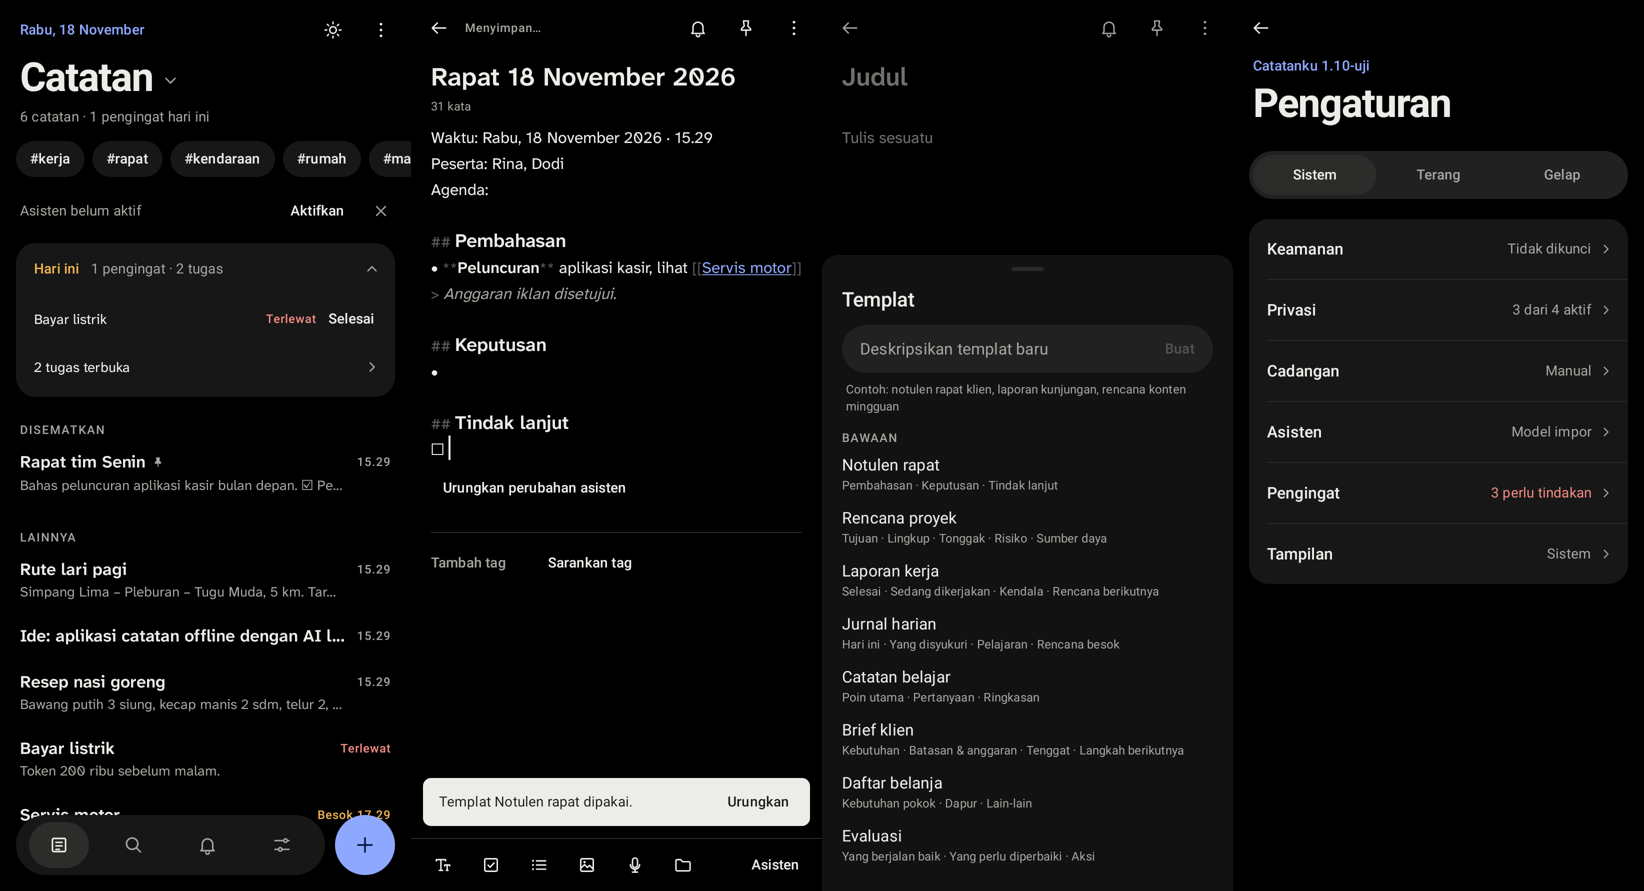 Rabu, 18 November
Catatan
6 catatan · 1 pengingat hari ini
#kerja
#rapat
#kendaraan
#rumah
#ma
Asisten belum aktif
Aktifkan
Hari ini 1 pengingat · 2 tugas
Bayar listrik
Terlewat
Selesai
2 tugas terbuka
DISEMATKAN
Rapat tim Senin
15.29
Bahas peluncuran aplikasi kasir bulan depan. ☑ Pe...
LAINNYA
Rute lari pagi
15.29
Simpang Lima – Pleburan – Tugu Muda, 5 km. Tar...
Ide: aplikasi catatan offline dengan AI l...
15.29
Resep nasi goreng
15.29
Bawang putih 3 siung, kecap manis 2 sdm, telur 2, ...
Bayar listrik
Terlewat
Token 200 ribu sebelum malam.
Servis motor
Besok 17.29
Menyimpan...
Rapat 18 November 2026
31 kata
Waktu: Rabu, 18 November 2026 · 15.29
Peserta: Rina, Dodi
Agenda:
## Pembahasan
• **Peluncuran** aplikasi kasir, lihat [[Servis motor]]
> Anggaran iklan disetujui.
## Keputusan
•
## Tindak lanjut
☐
Urungkan perubahan asisten
Tambah tag
Sarankan tag
Templat Notulen rapat dipakai.
Urungkan
Asisten
Judul
Tulis sesuatu
Templat
Deskripsikan templat baru
Buat
Contoh: notulen rapat klien, laporan kunjungan, rencana konten
mingguan
BAWAAN
Notulen rapat
Pembahasan · Keputusan · Tindak lanjut
Rencana proyek
Tujuan · Lingkup · Tonggak · Risiko · Sumber daya
Laporan kerja
Selesai · Sedang dikerjakan · Kendala · Rencana berikutnya
Jurnal harian
Hari ini · Yang disyukuri · Pelajaran · Rencana besok
Catatan belajar
Poin utama · Pertanyaan · Ringkasan
Brief klien
Kebutuhan · Batasan & anggaran · Tenggat · Langkah berikutnya
Daftar belanja
Kebutuhan pokok · Dapur · Lain-lain
Evaluasi
Yang berjalan baik · Yang perlu diperbaiki · Aksi
Catatanku 1.10-uji
Pengaturan
Sistem
Terang
Gelap
Keamanan
Tidak dikunci
Privasi
3 dari 4 aktif
Cadangan
Manual
Asisten
Model impor
Pengingat
3 perlu tindakan
Tampilan
Sistem